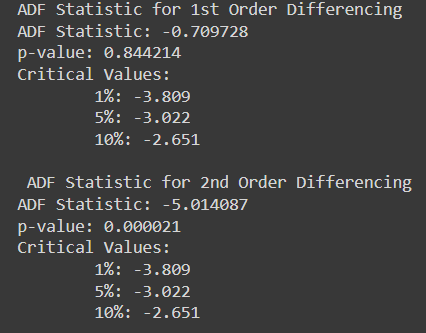 ADF Statistic for 1st Order Differencing
ADF Statistic: -0.709728
p-value: 0.844214
Critical Values:
	1%: -3.809
	5%: -3.022
	10%: -2.651

 ADF Statistic for 2nd Order Differencing
ADF Statistic: -5.014087
p-value: 0.000021
Critical Values:
	1%: -3.809
	5%: -3.022
	10%: -2.651